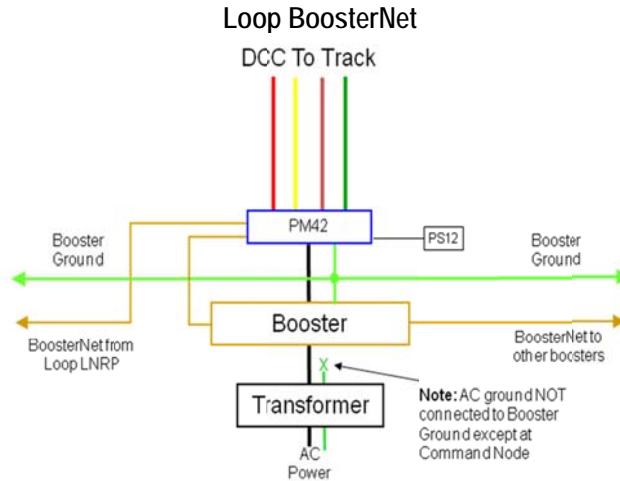 Loop BoosterNet
DCC To Track
PM42
PS12
Booster
Ground
Booster
Ground
Booster
BoosterNet from
Loop LNRP
BoosterNet to
other boosters
X
Transformer
Note: AC ground NOT
connected to Booster
Ground except at
Command Node
AC
Power